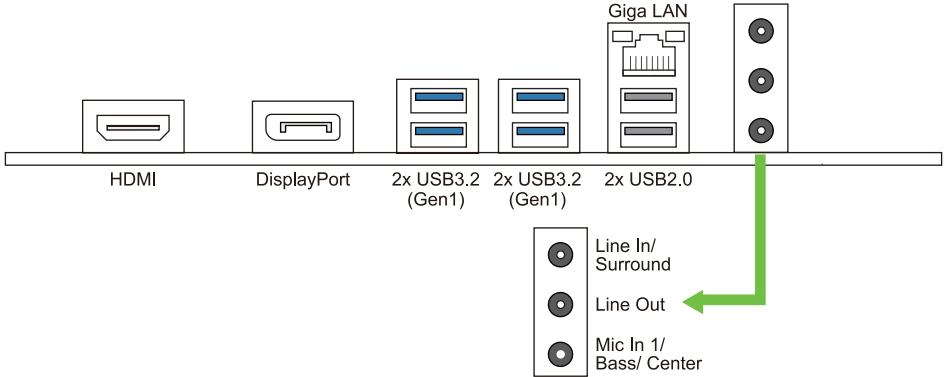 Giga LAN
HDMI
DisplayPort
2x USB3.2
(Gen1)
2x USB3.2
(Gen1)
2x USB2.0
Line In/
Surround
Line Out
Mic In 1/
Bass/ Center